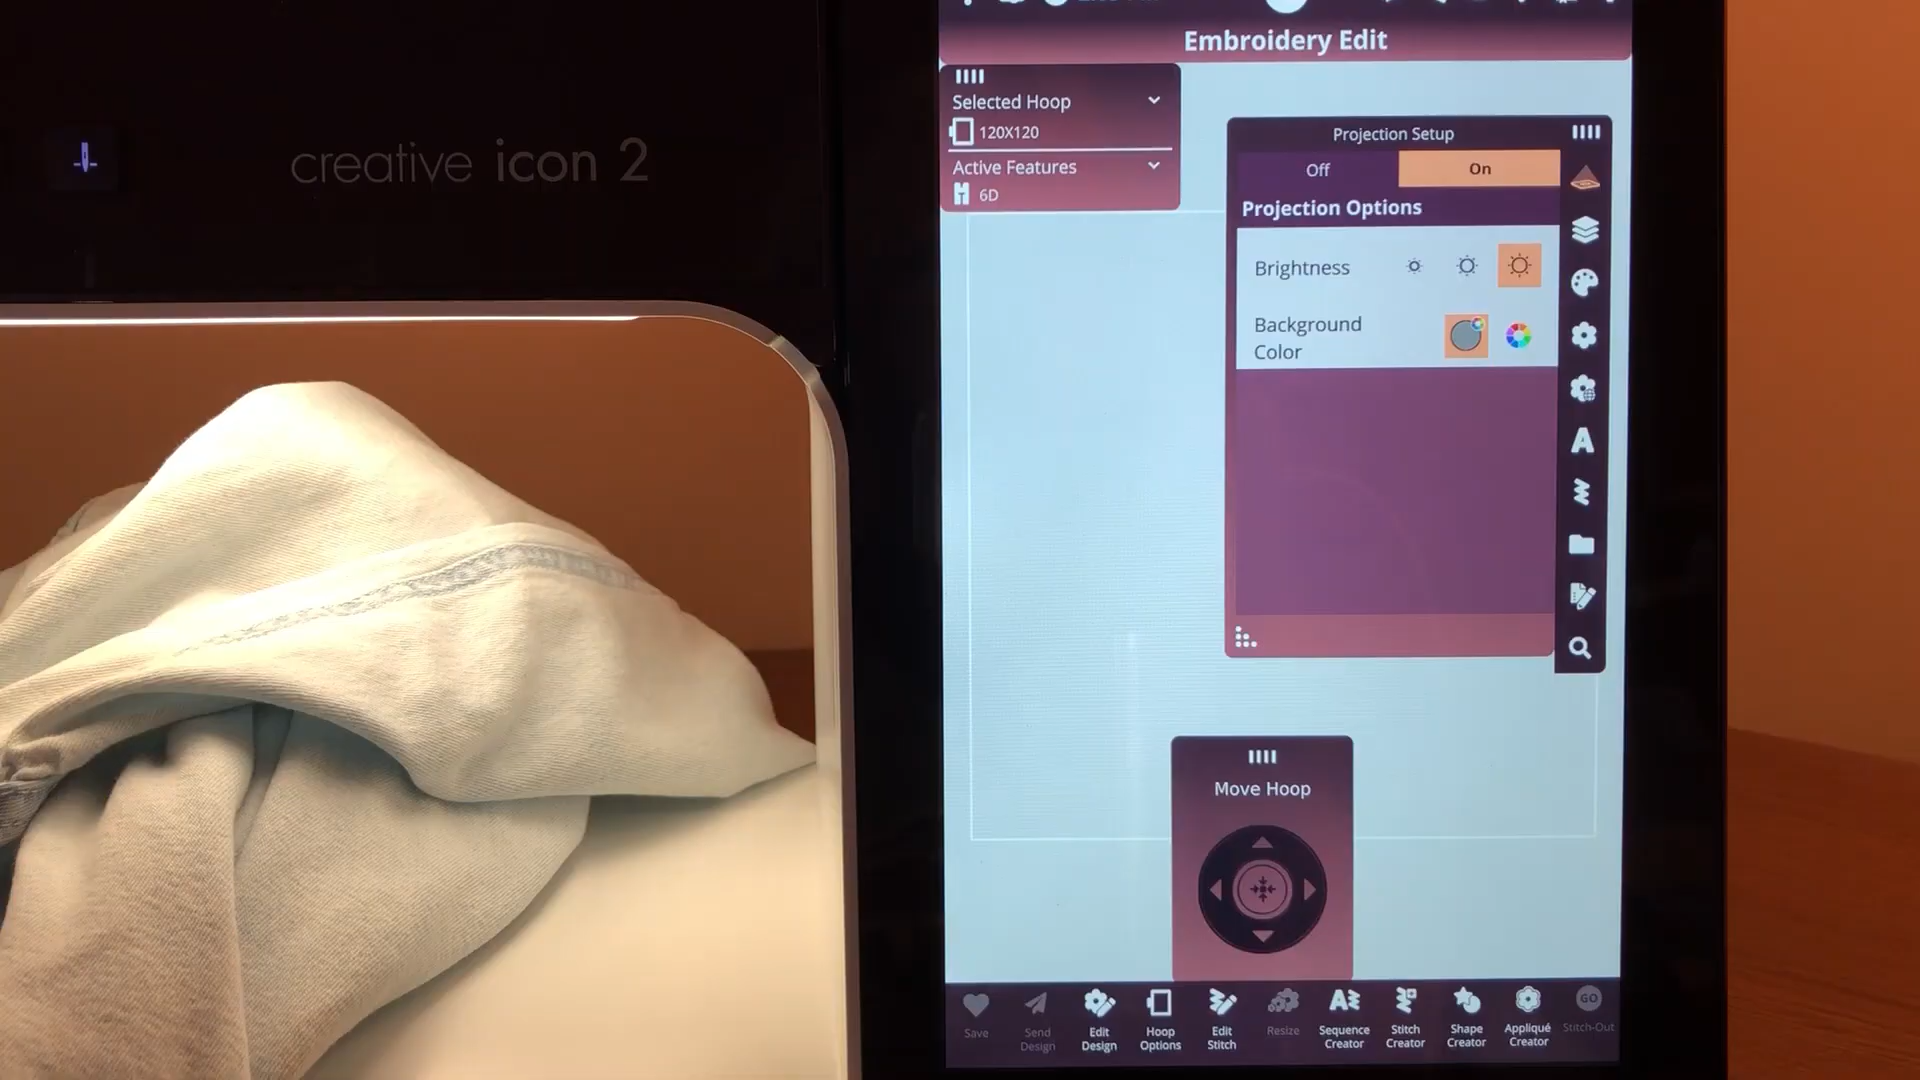 Embroidery Edit
creative icon 2
Selected Hoop
120X120
Active Features
6D
Projection Setup
Off
On
Projection Options
Brightness
Background
Color
A
Move Hoop
Save
Send
Design
Edit
Design
Hoop
Options
Edit
Stitch
Resize
Sequence
Creator
Stitch
Creator
Shape
Creator
Appliqué
Creator
GO
Stitch-Out